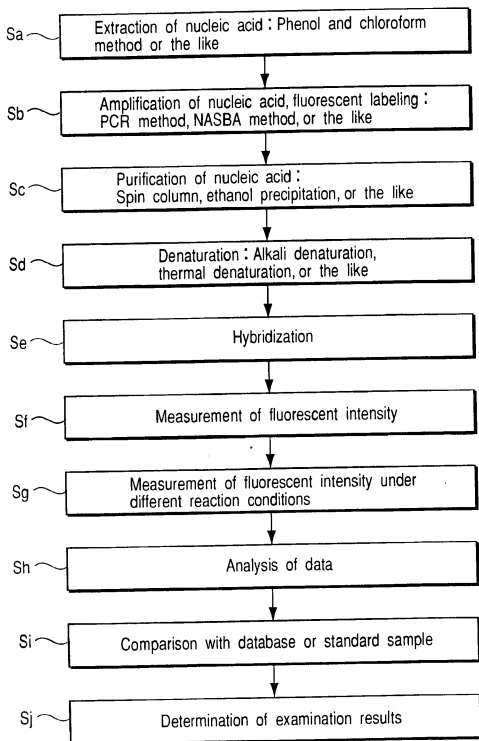 Sa
Extraction of nucleic acid : Phenol and chloroform
method or the like
Sb
Amplification of nucleic acid, fluorescent labeling :
PCR method, NASBA method, or the like
Sc
Purification of nucleic acid :
Spin column, ethanol precipitation, or the like
Sd
Denaturation : Alkali denaturation,
thermal denaturation, or the like
Se
Hybridization
Sf
Measurement of fluorescent intensity
Sg
Measurement of fluorescent intensity under
different reaction conditions
Sh
Analysis of data
Si
Comparison with database or standard sample
Sj
Determination of examination results